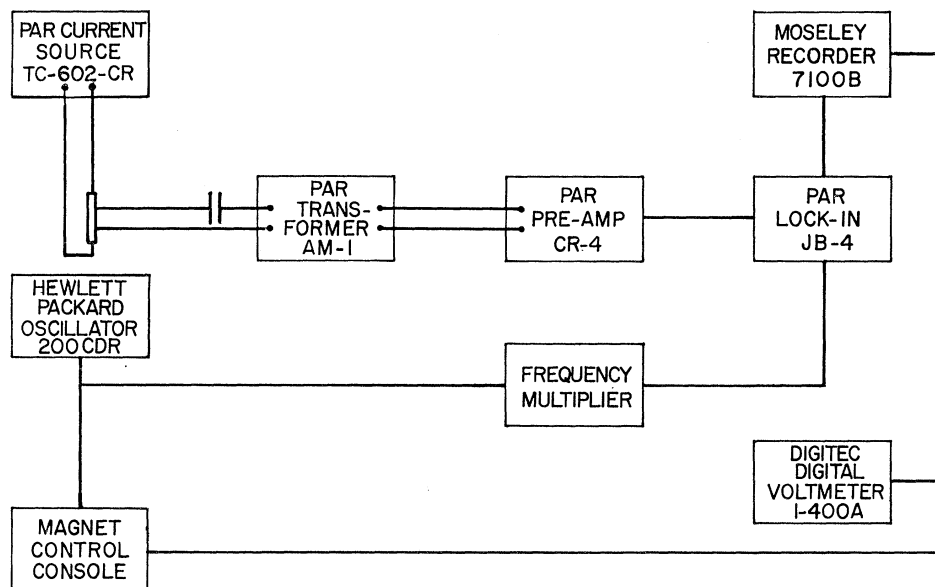 PAR CURRENT
SOURCE
TC-602-CR
MOSELEY
RECORDER
7100B
PAR
TRANS-
FORMER
AM-1
PAR
PRE-AMP
CR-4
PAR
LOCK-IN
JB-4
HEWLETT
PACKARD
OSCILLATOR
200CDR
FREQUENCY
MULTIPLIER
DIGITEC
DIGITAL
VOLTMETER
1-400A
MAGNET
CONTROL
CONSOLE